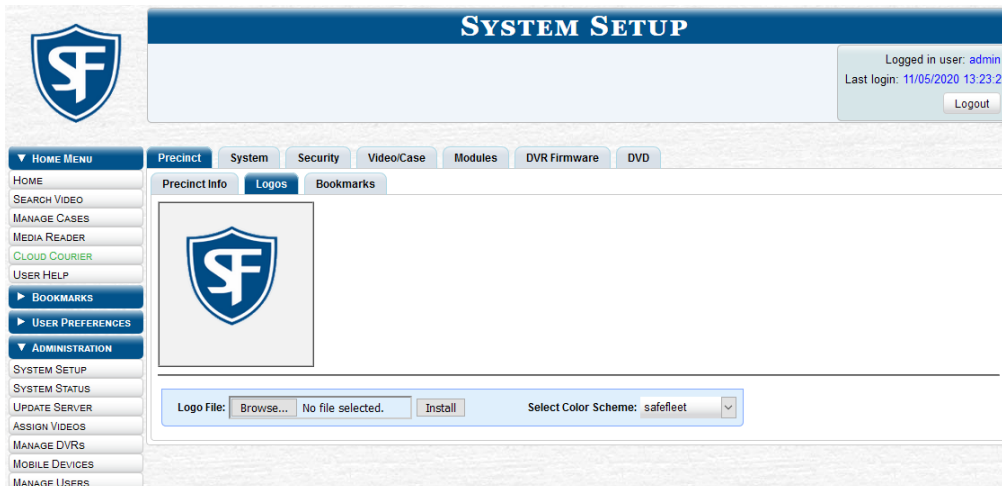 SYSTEM SETUP
SF
Logged in user: admin
Last login: 11/05/2020 13:23:2
Logout
▼ HOME MENU
HOME
SEARCH VIDEO
MANAGE CASES
MEDIA READER
CLOUD COURIER
USER HELP
► BOOKMARKS
► USER PREFERENCES
▼ ADMINISTRATION
SYSTEM SETUP
SYSTEM STATUS
UPDATE SERVER
ASSIGN VIDEOS
MANAGE DVRS
MOBILE DEVICES
MANAGE USERS
Precinct System Security Video/Case Modules DVR Firmware DVD
Precinct Info Logos Bookmarks
SF
Logo File: Browse... No file selected. Install Select Color Scheme: safefleet